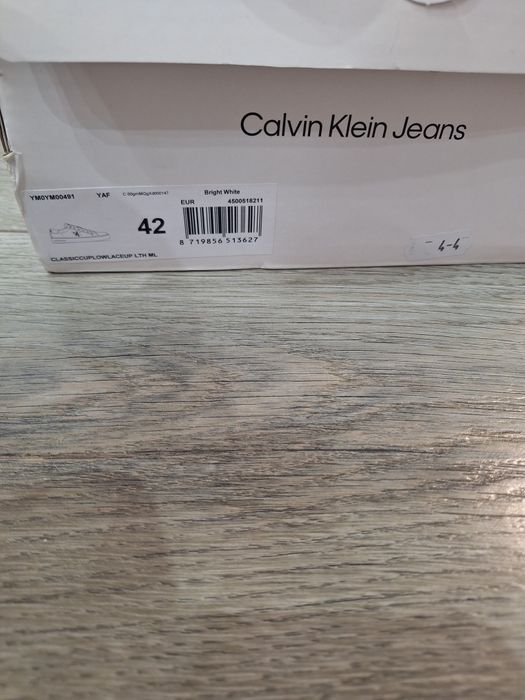 Calvin Klein Jeans
YM0YM00491 YAF Bright White
EUR 4500518211
42
8 719856 513627
CLASSICCUPLOWLACEUP LTH ML
- 4-4